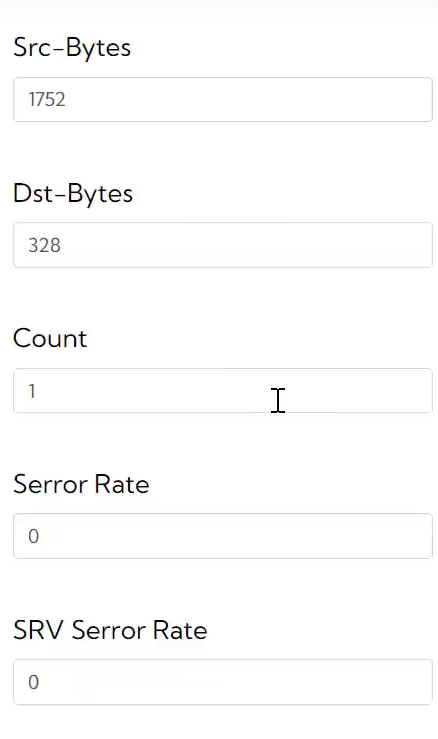 Src-Bytes
1752
Dst-Bytes
328
Count
1
Serror Rate
0
SRV Serror Rate
0